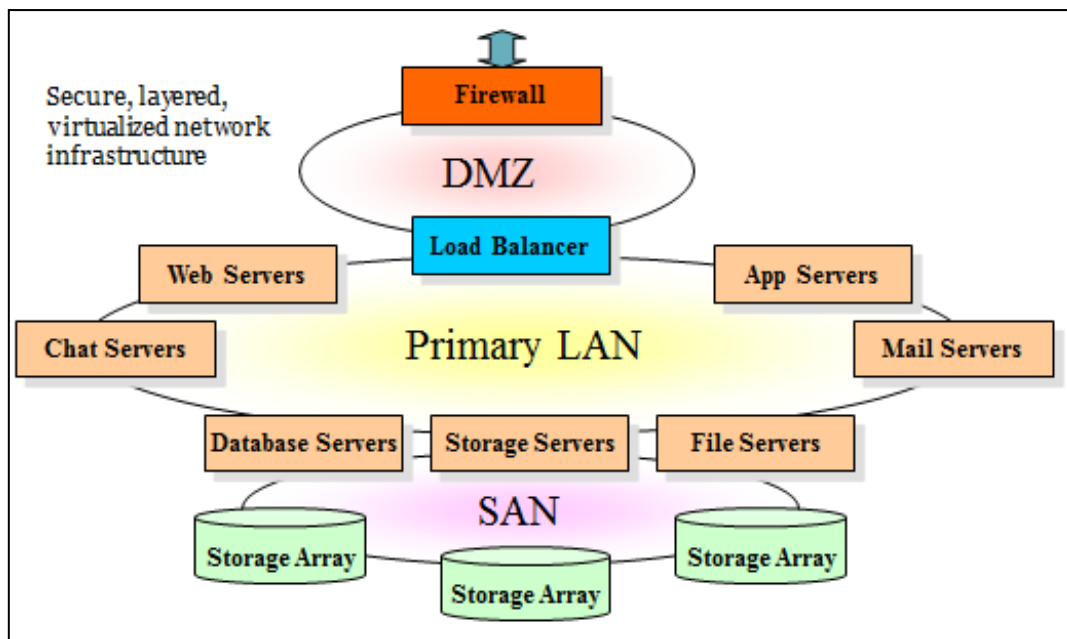 Firewall
Secure, layered,
virtualized network
infrastructure
DMZ
Load Balancer
Web Servers
App Servers
Chat Servers
Primary LAN
Mail Servers
Database Servers
Storage Servers
File Servers
SAN
Storage Array
Storage Array
Storage Array